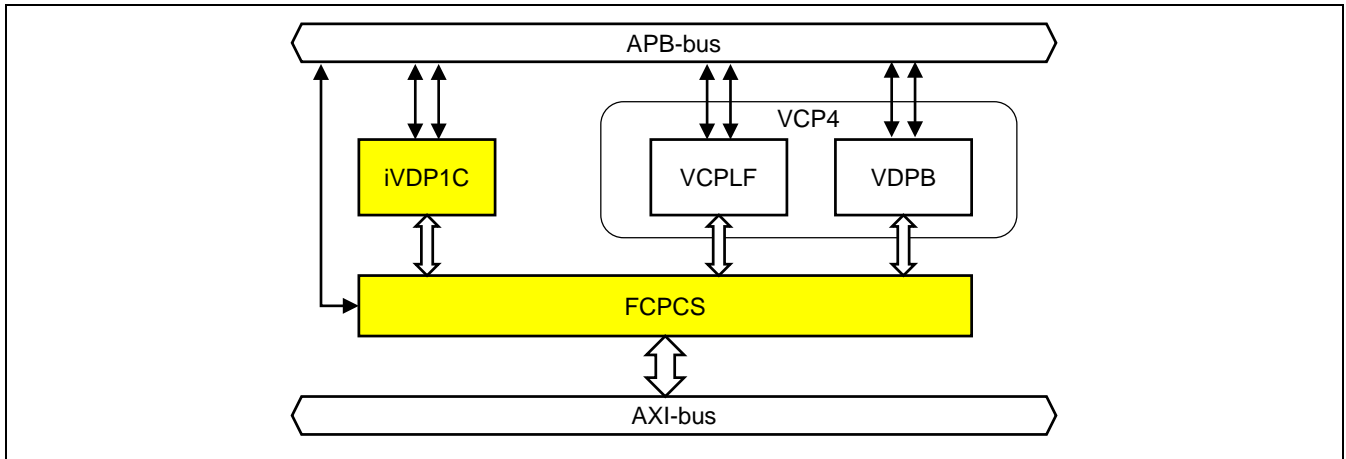 APB-bus
VCP4
iVDP1C
VCPLF
VDPB
FCPCS
AXI-bus